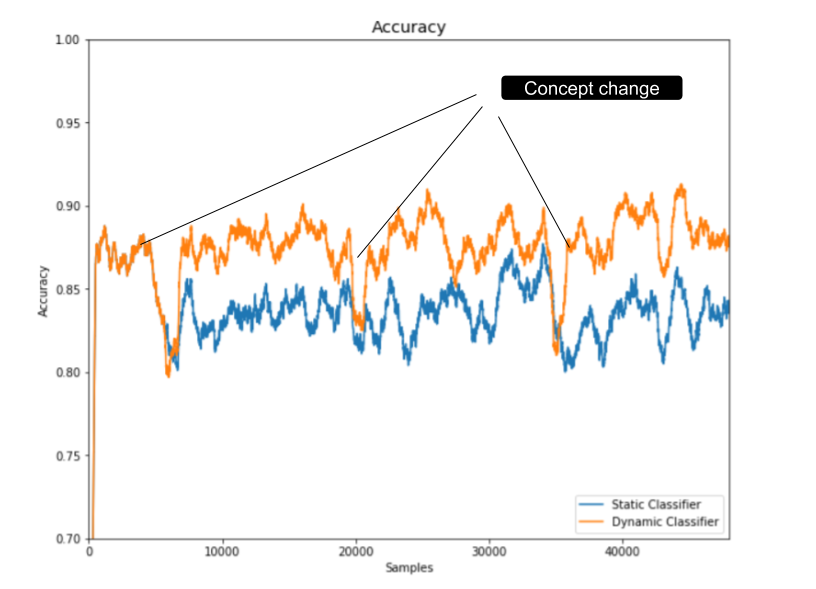 Accuracy
1.00
Concept change
0.95
0.90
0.85
Accuracy
0.80
0.75
0.70
Static Classifier
Dynamic Classifier
0 10000 20000 30000 40000
Samples